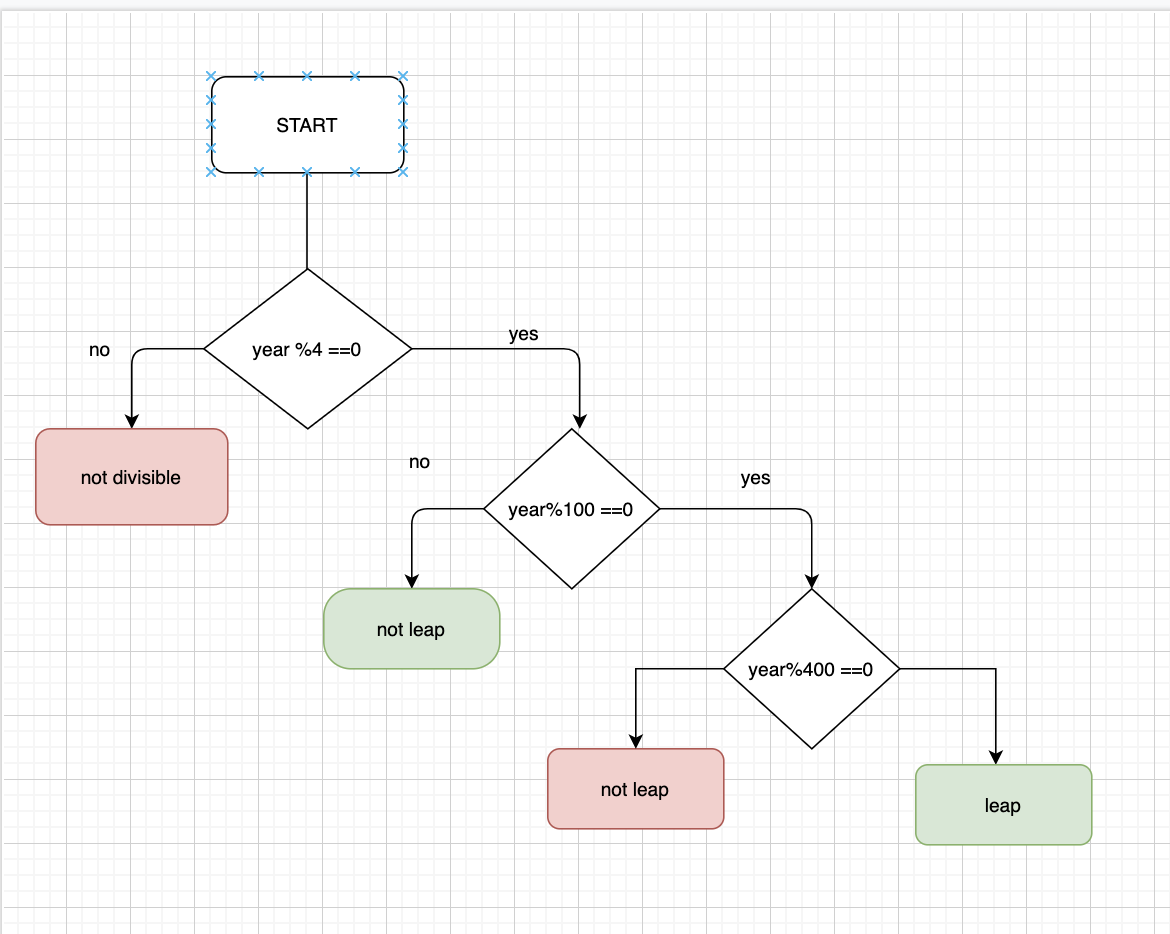 START
year %4 ==0
no
yes
not divisible
no
yes
year%100 ==0
not leap
year%400 ==0
not leap
leap